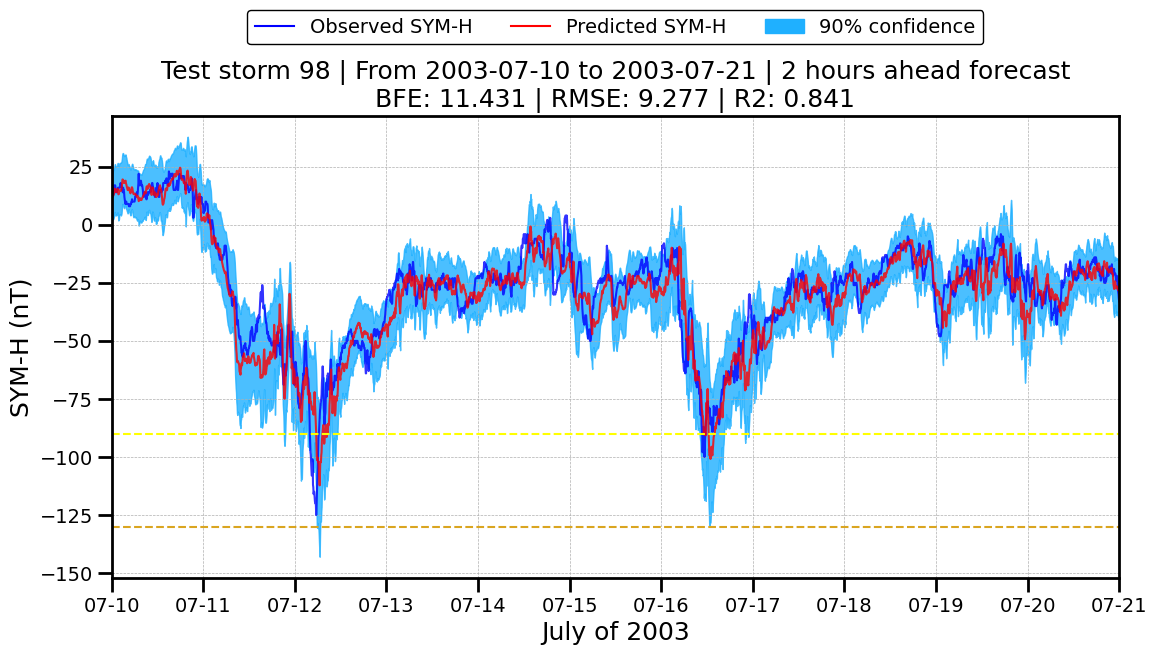 Observed SYM-H Predicted SYM-H 90% confidence
Test storm 98 | From 2003-07-10 to 2003-07-21 | 2 hours ahead forecast
BFE: 11.431 | RMSE: 9.277 | R2: 0.841
SYM-H (nT)
25
0
−25
−50
−75
−100
−125
−150
07-10 07-11 07-12 07-13 07-14 07-15 07-16 07-17 07-18 07-19 07-20 07-21
July of 2003